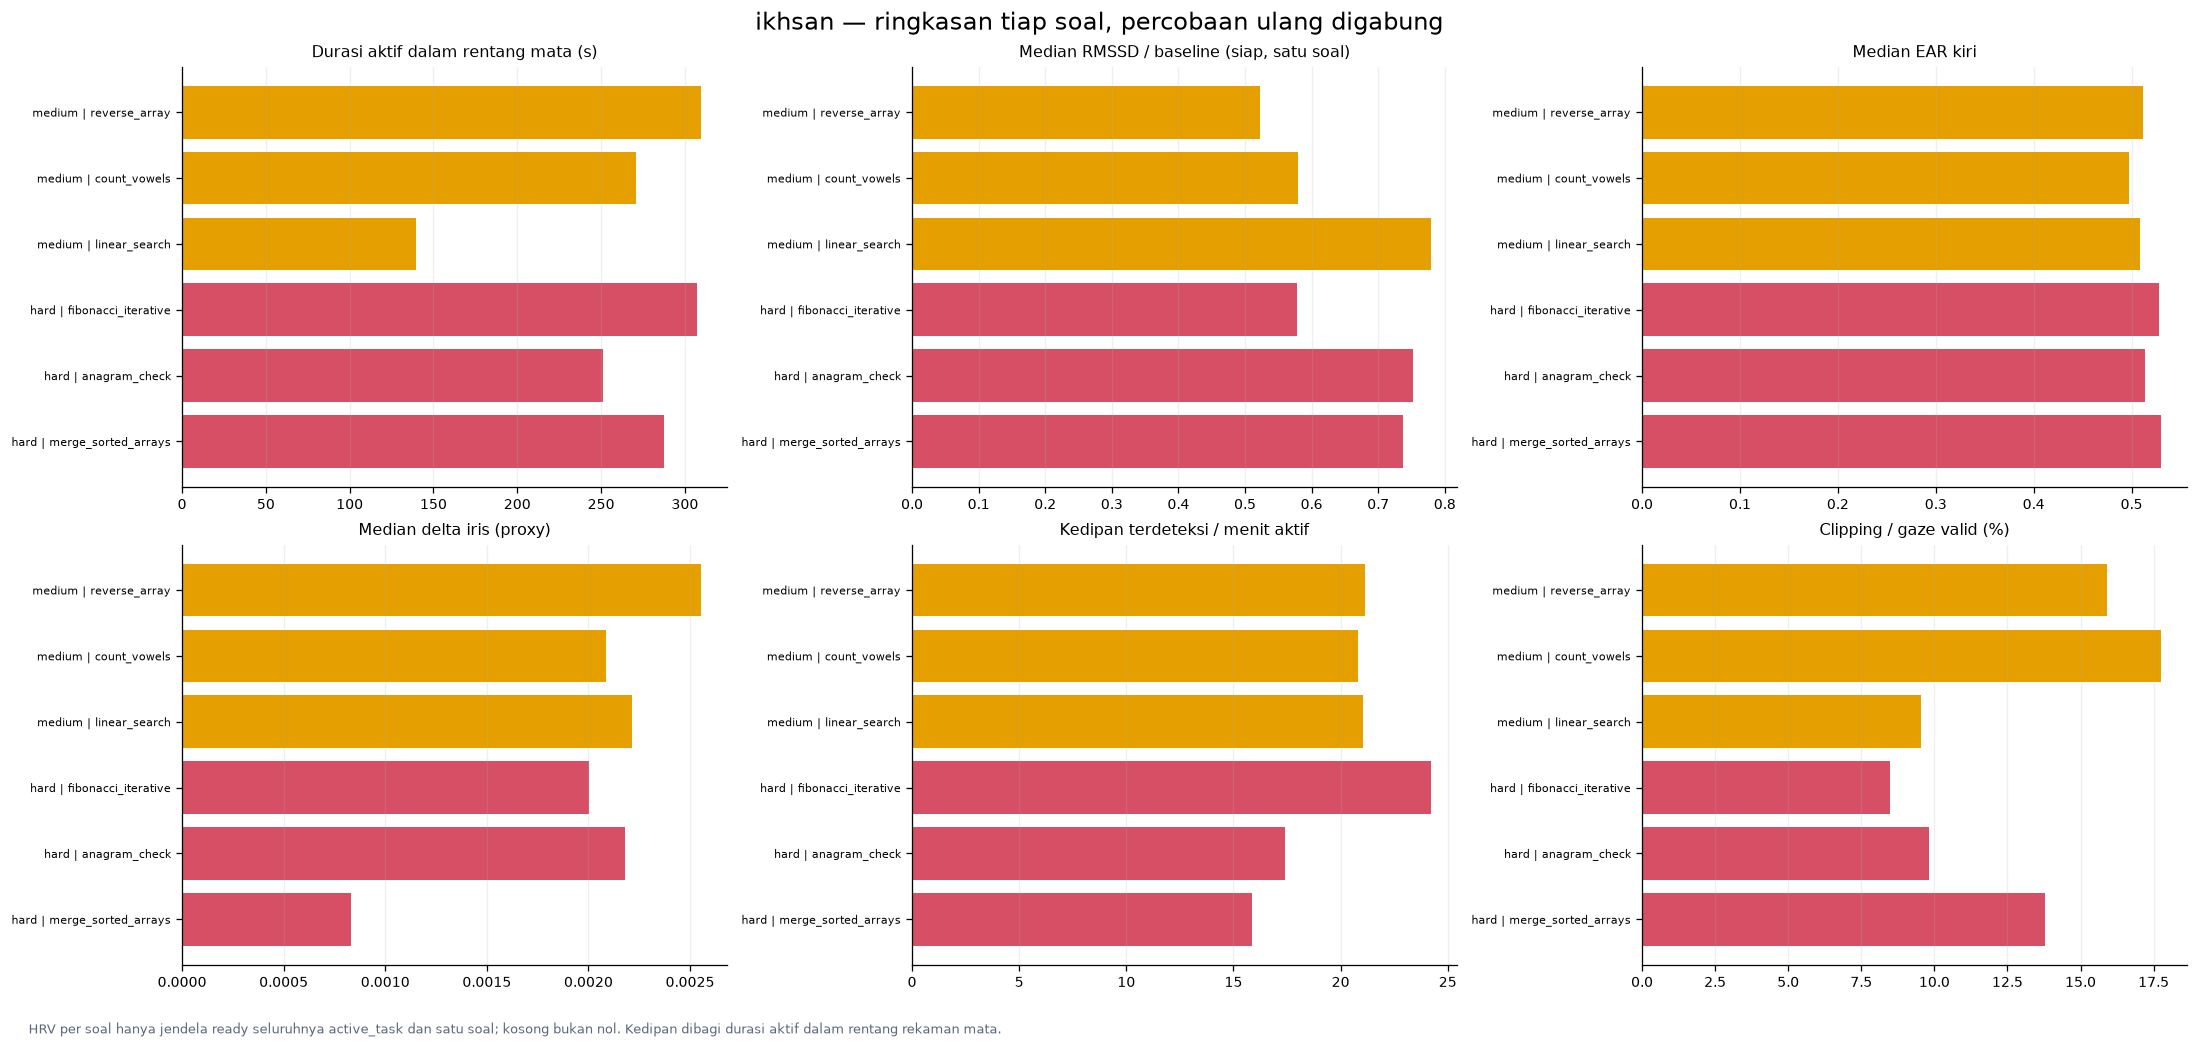 ikhsan — ringkasan tiap soal, percobaan ulang digabung
Durasi aktif dalam rentang mata (s)
medium | reverse_array
medium | count_vowels
medium | linear_search
hard | fibonacci_iterative
hard | anagram_check
hard | merge_sorted_arrays
0 50 100 150 200 250 300
Median RMSSD / baseline (siap, satu soal)
medium | reverse_array
medium | count_vowels
medium | linear_search
hard | fibonacci_iterative
hard | anagram_check
hard | merge_sorted_arrays
0.0 0.1 0.2 0.3 0.4 0.5 0.6 0.7 0.8
Median EAR kiri
medium | reverse_array
medium | count_vowels
medium | linear_search
hard | fibonacci_iterative
hard | anagram_check
hard | merge_sorted_arrays
0.0 0.1 0.2 0.3 0.4 0.5
Median delta iris (proxy)
medium | reverse_array
medium | count_vowels
medium | linear_search
hard | fibonacci_iterative
hard | anagram_check
hard | merge_sorted_arrays
0.0000 0.0005 0.0010 0.0015 0.0020 0.0025
Kedipan terdeteksi / menit aktif
medium | reverse_array
medium | count_vowels
medium | linear_search
hard | fibonacci_iterative
hard | anagram_check
hard | merge_sorted_arrays
0 5 10 15 20 25
Clipping / gaze valid (%)
medium | reverse_array
medium | count_vowels
medium | linear_search
hard | fibonacci_iterative
hard | anagram_check
hard | merge_sorted_arrays
0.0 2.5 5.0 7.5 10.0 12.5 15.0 17.5
HRV per soal hanya jendela ready seluruhnya active_task dan satu soal; kosong bukan nol. Kedipan dibagi durasi aktif dalam rentang rekaman mata.